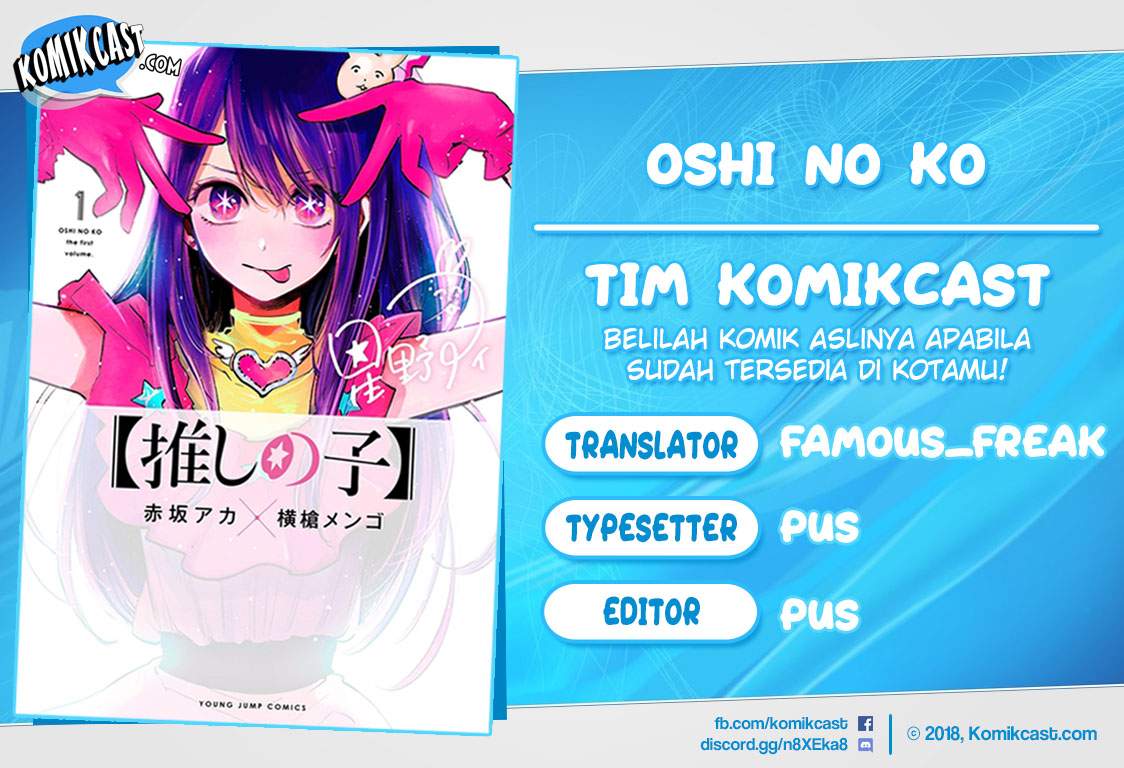 KOMIKCAST
.COM
1
OSHI NO KO
the first
volume.
星野アイ
【推しの子】
赤坂アカ×横槍メンゴ
YOUNG JUMP COMICS
OSHI NO KO
TIM KOMIKCAST
BELILAH KOMIK ASLINYA APABILA
SUDAH TERSEDIA DI KOTAMU!
TRANSLATOR FAMOUS_FREAK
TYPESETTER PUS
EDITOR PUS
fb.com/komikcast
discord.gg/n8XEka8
© 2018, Komikcast.com